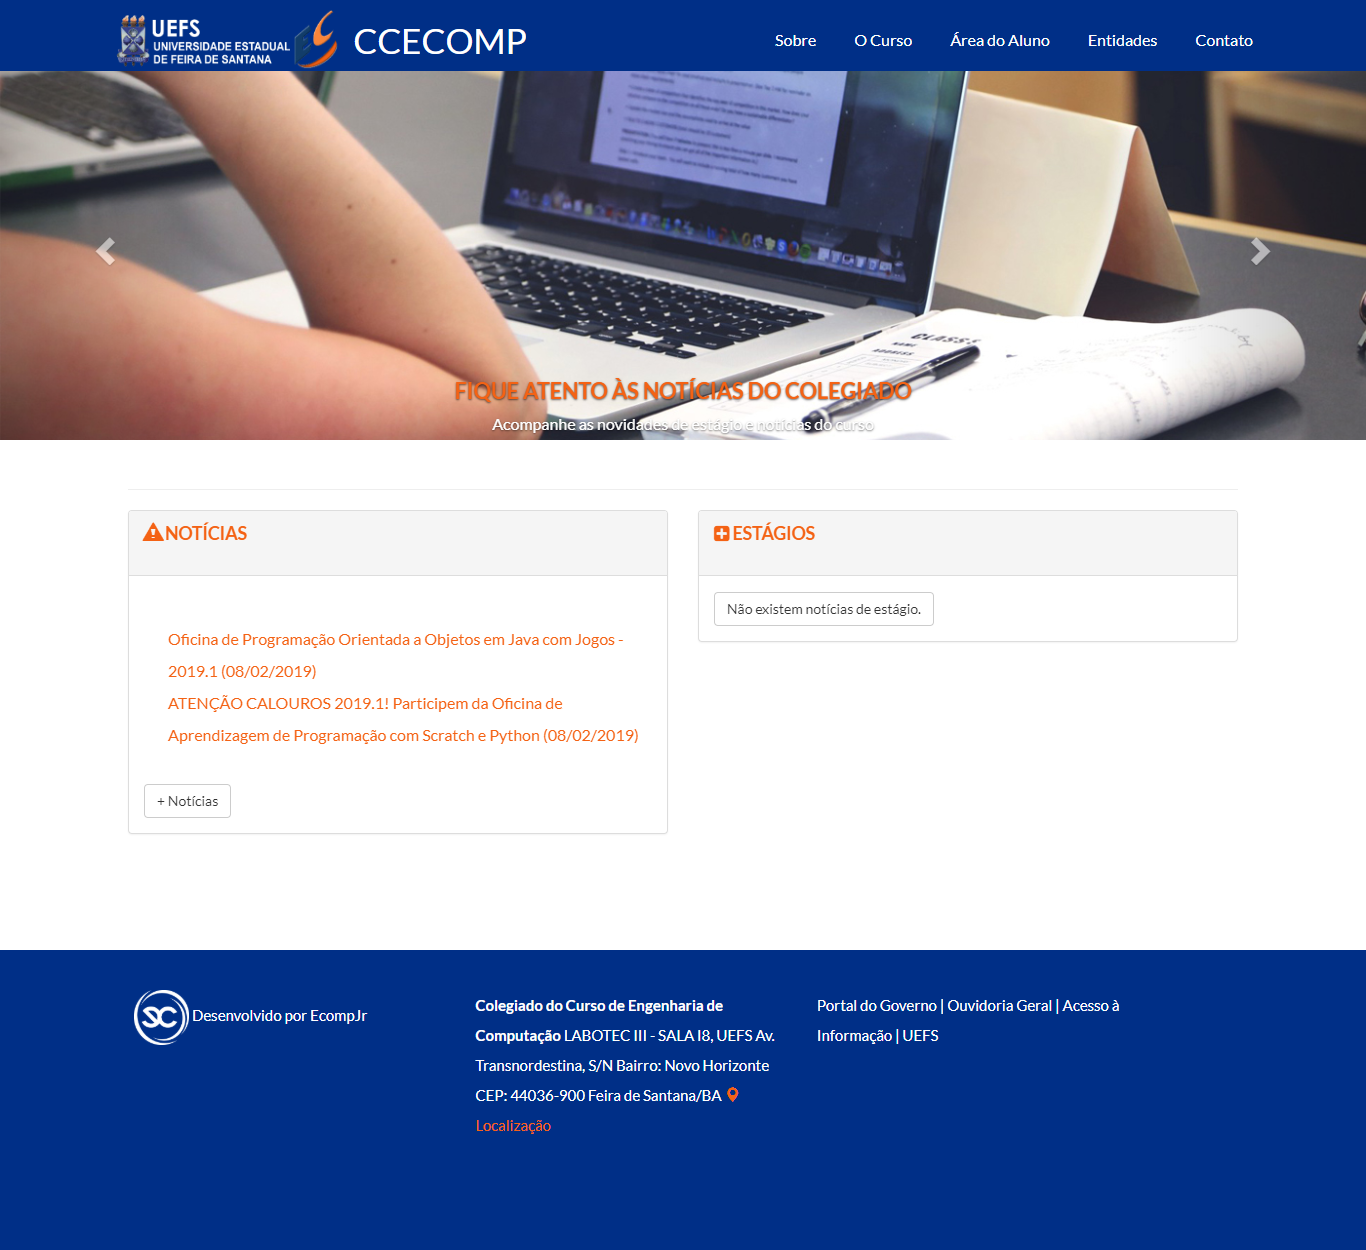 UEFS
UNIVERSIDADE ESTADUAL
DE FEIRA DE SANTANA
CCECOMP
Sobre
O Curso
Área do Aluno
Entidades
Contato
CLASS:
NAME
ADDRESS
FIQUE ATENTO ÀS NOTÍCIAS DO COLEGIADO
Acompanhe as novidades de estágio e notícias do curso
NOTÍCIAS
Oficina de Programação Orientada a Objetos em Java com Jogos -
2019.1 (08/02/2019)
ATENÇÃO CALOUROS 2019.1! Participem da Oficina de
Aprendizagem de Programação com Scratch e Python (08/02/2019)
+ Notícias
ESTÁGIOS
Não existem notícias de estágio.
SC Desenvolvido por EcompJr
Colegiado do Curso de Engenharia de
Computação LABOTEC III - SALA I8, UEFS Av.
Transnordestina, S/N Bairro: Novo Horizonte
CEP: 44036-900 Feira de Santana/BA
Localização
Portal do Governo | Ouvidoria Geral | Acesso à
Informação | UEFS